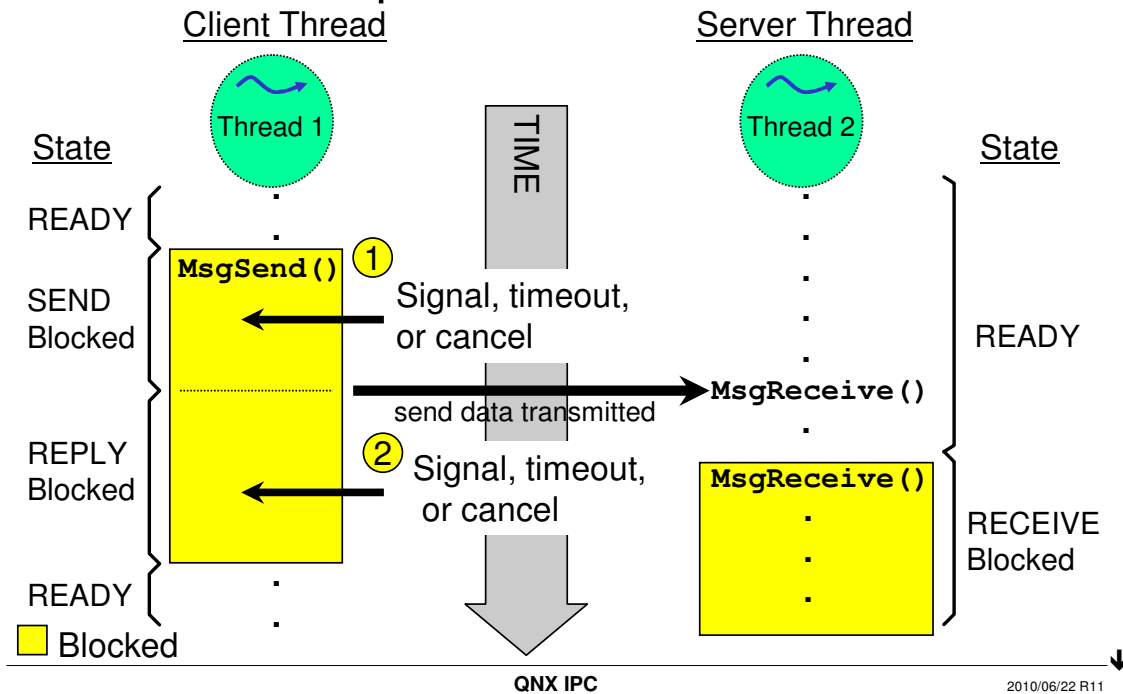 Client Thread
Server Thread
Thread 1
Thread 2
TIME
State
State
READY
MsgSend()
1
Signal, timeout,
or cancel
SEND
Blocked
READY
MsgReceive()
send data transmitted
2
Signal, timeout,
or cancel
REPLY
Blocked
MsgReceive()
RECEIVE
Blocked
READY
Blocked
QNX IPC
2010/06/22 R11